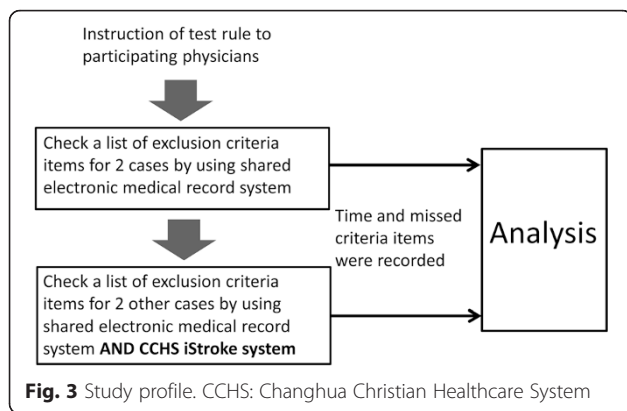 Instruction of test rule to
participating physicians
Check a list of exclusion criteria
items for 2 cases by using shared
electronic medical record system
Time and missed
criteria items
were recorded
Analysis
Check a list of exclusion criteria
items for 2 other cases by using
shared electronic medical record
system AND CCHS iStroke system
Fig. 3 Study profile. CCHS: Changhua Christian Healthcare System